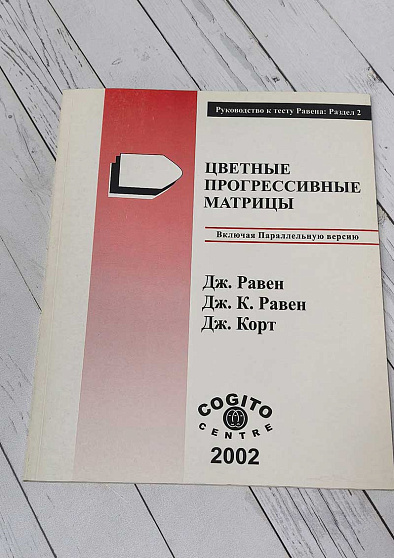 Руководство к тесту Равена: Раздел 2
ЦВЕТНЫЕ
ПРОГРЕССИВНЫЕ
МАТРИЦЫ
Включая Параллельную версию
Дж. Равен
Дж. К. Равен
Дж. Корт
COGITO
CENTRE
2002